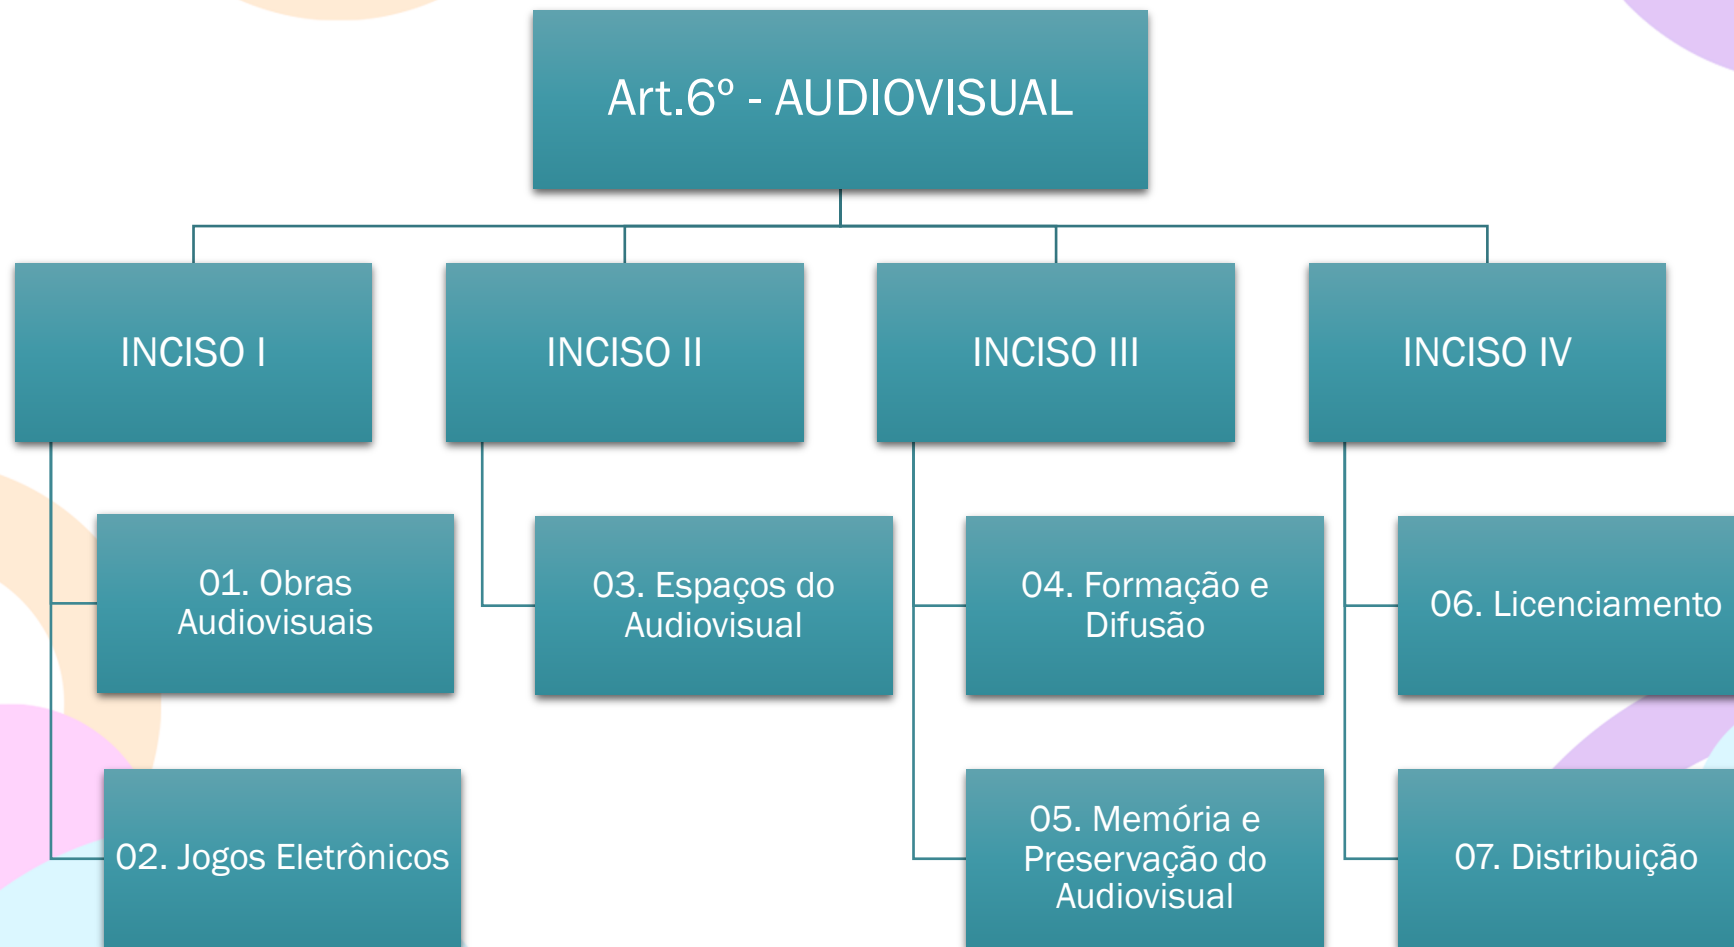 Art.6º - AUDIOVISUAL
INCISO I
INCISO II
INCISO III
INCISO IV
01. Obras
Audiovisuais
03. Espaços do
Audiovisual
04. Formação e
Difusão
06. Licenciamento
02. Jogos Eletrônicos
05. Memória e
Preservação do
Audiovisual
07. Distribuição